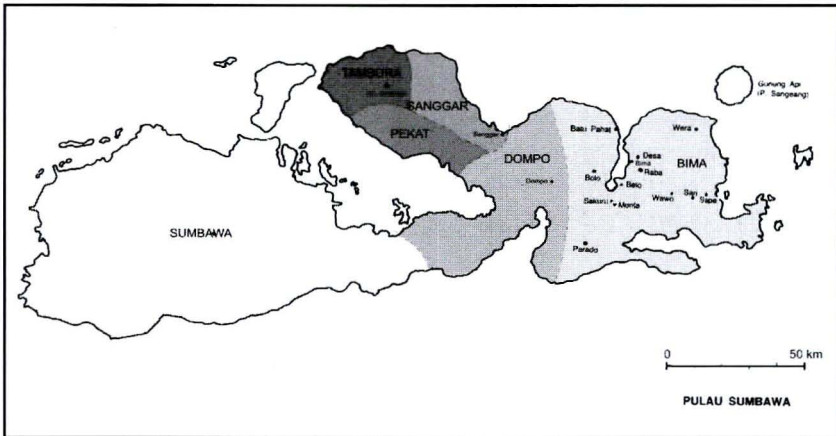 TAMBORA
SANGGAR
Sanggar
PEKAT
DOMPO
Dompo
SUMBAWA
Gunung Api
(P. Sangeang)
Batu Pahat
Wera
Desa
Bima
Raba
BIMA
Bolo
Belo
Sakuru
Monta
Wawo
Sari
Sape
Parado
0 50 km
PULAU SUMBAWA